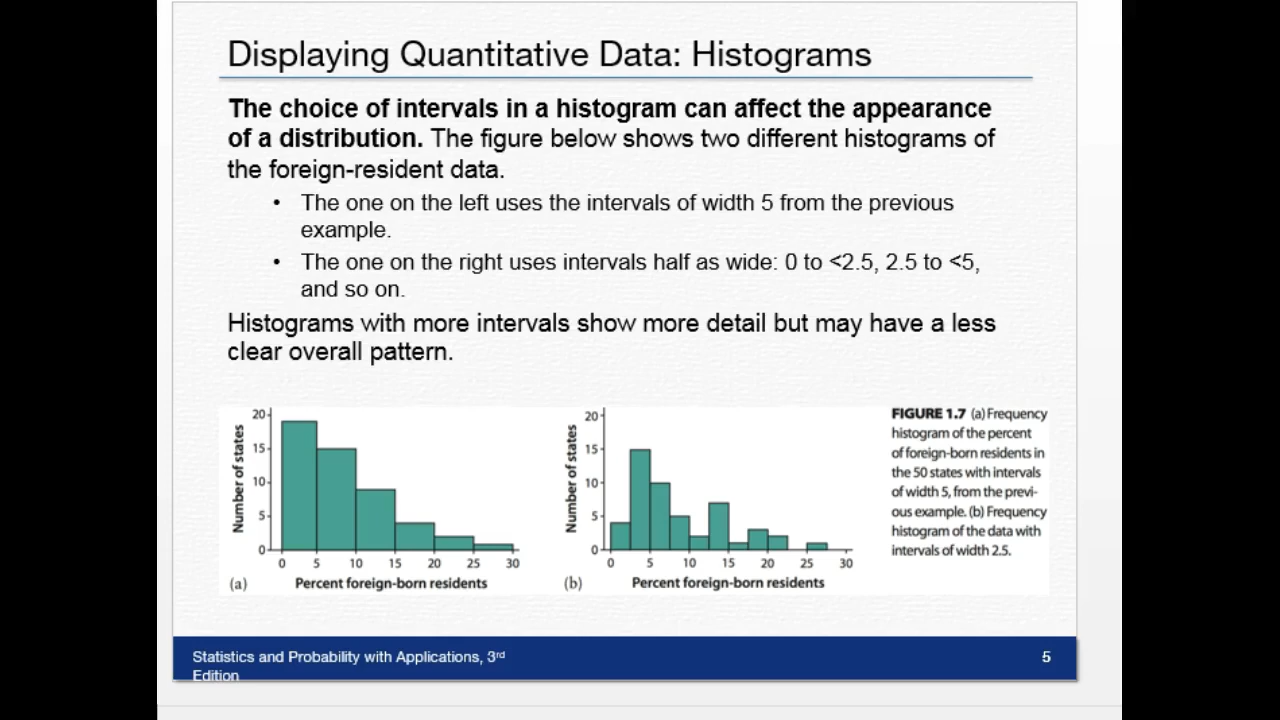 Displaying Quantitative Data: Histograms
The choice of intervals in a histogram can affect the appearance
of a distribution. The figure below shows two different histograms of
the foreign-resident data.
• The one on the left uses the intervals of width 5 from the previous
example.
• The one on the right uses intervals half as wide: 0 to <2.5, 2.5 to <5,
and so on.
Histograms with more intervals show more detail but may have a less
clear overall pattern.
Number of states
20
15
10
5
0
0 5 10 15 20 25 30
(a) Percent foreign-born residents
Number of states
20
15
10
5
0
0 5 10 15 20 25 30
(b) Percent foreign-born residents
FIGURE 1.7 (a) Frequency
histogram of the percent
of foreign-born residents in
the 50 states with intervals
of width 5, from the previ-
ous example. (b) Frequency
histogram of the data with
intervals of width 2.5.
Statistics and Probability with Applications, 3rd
Edition
5